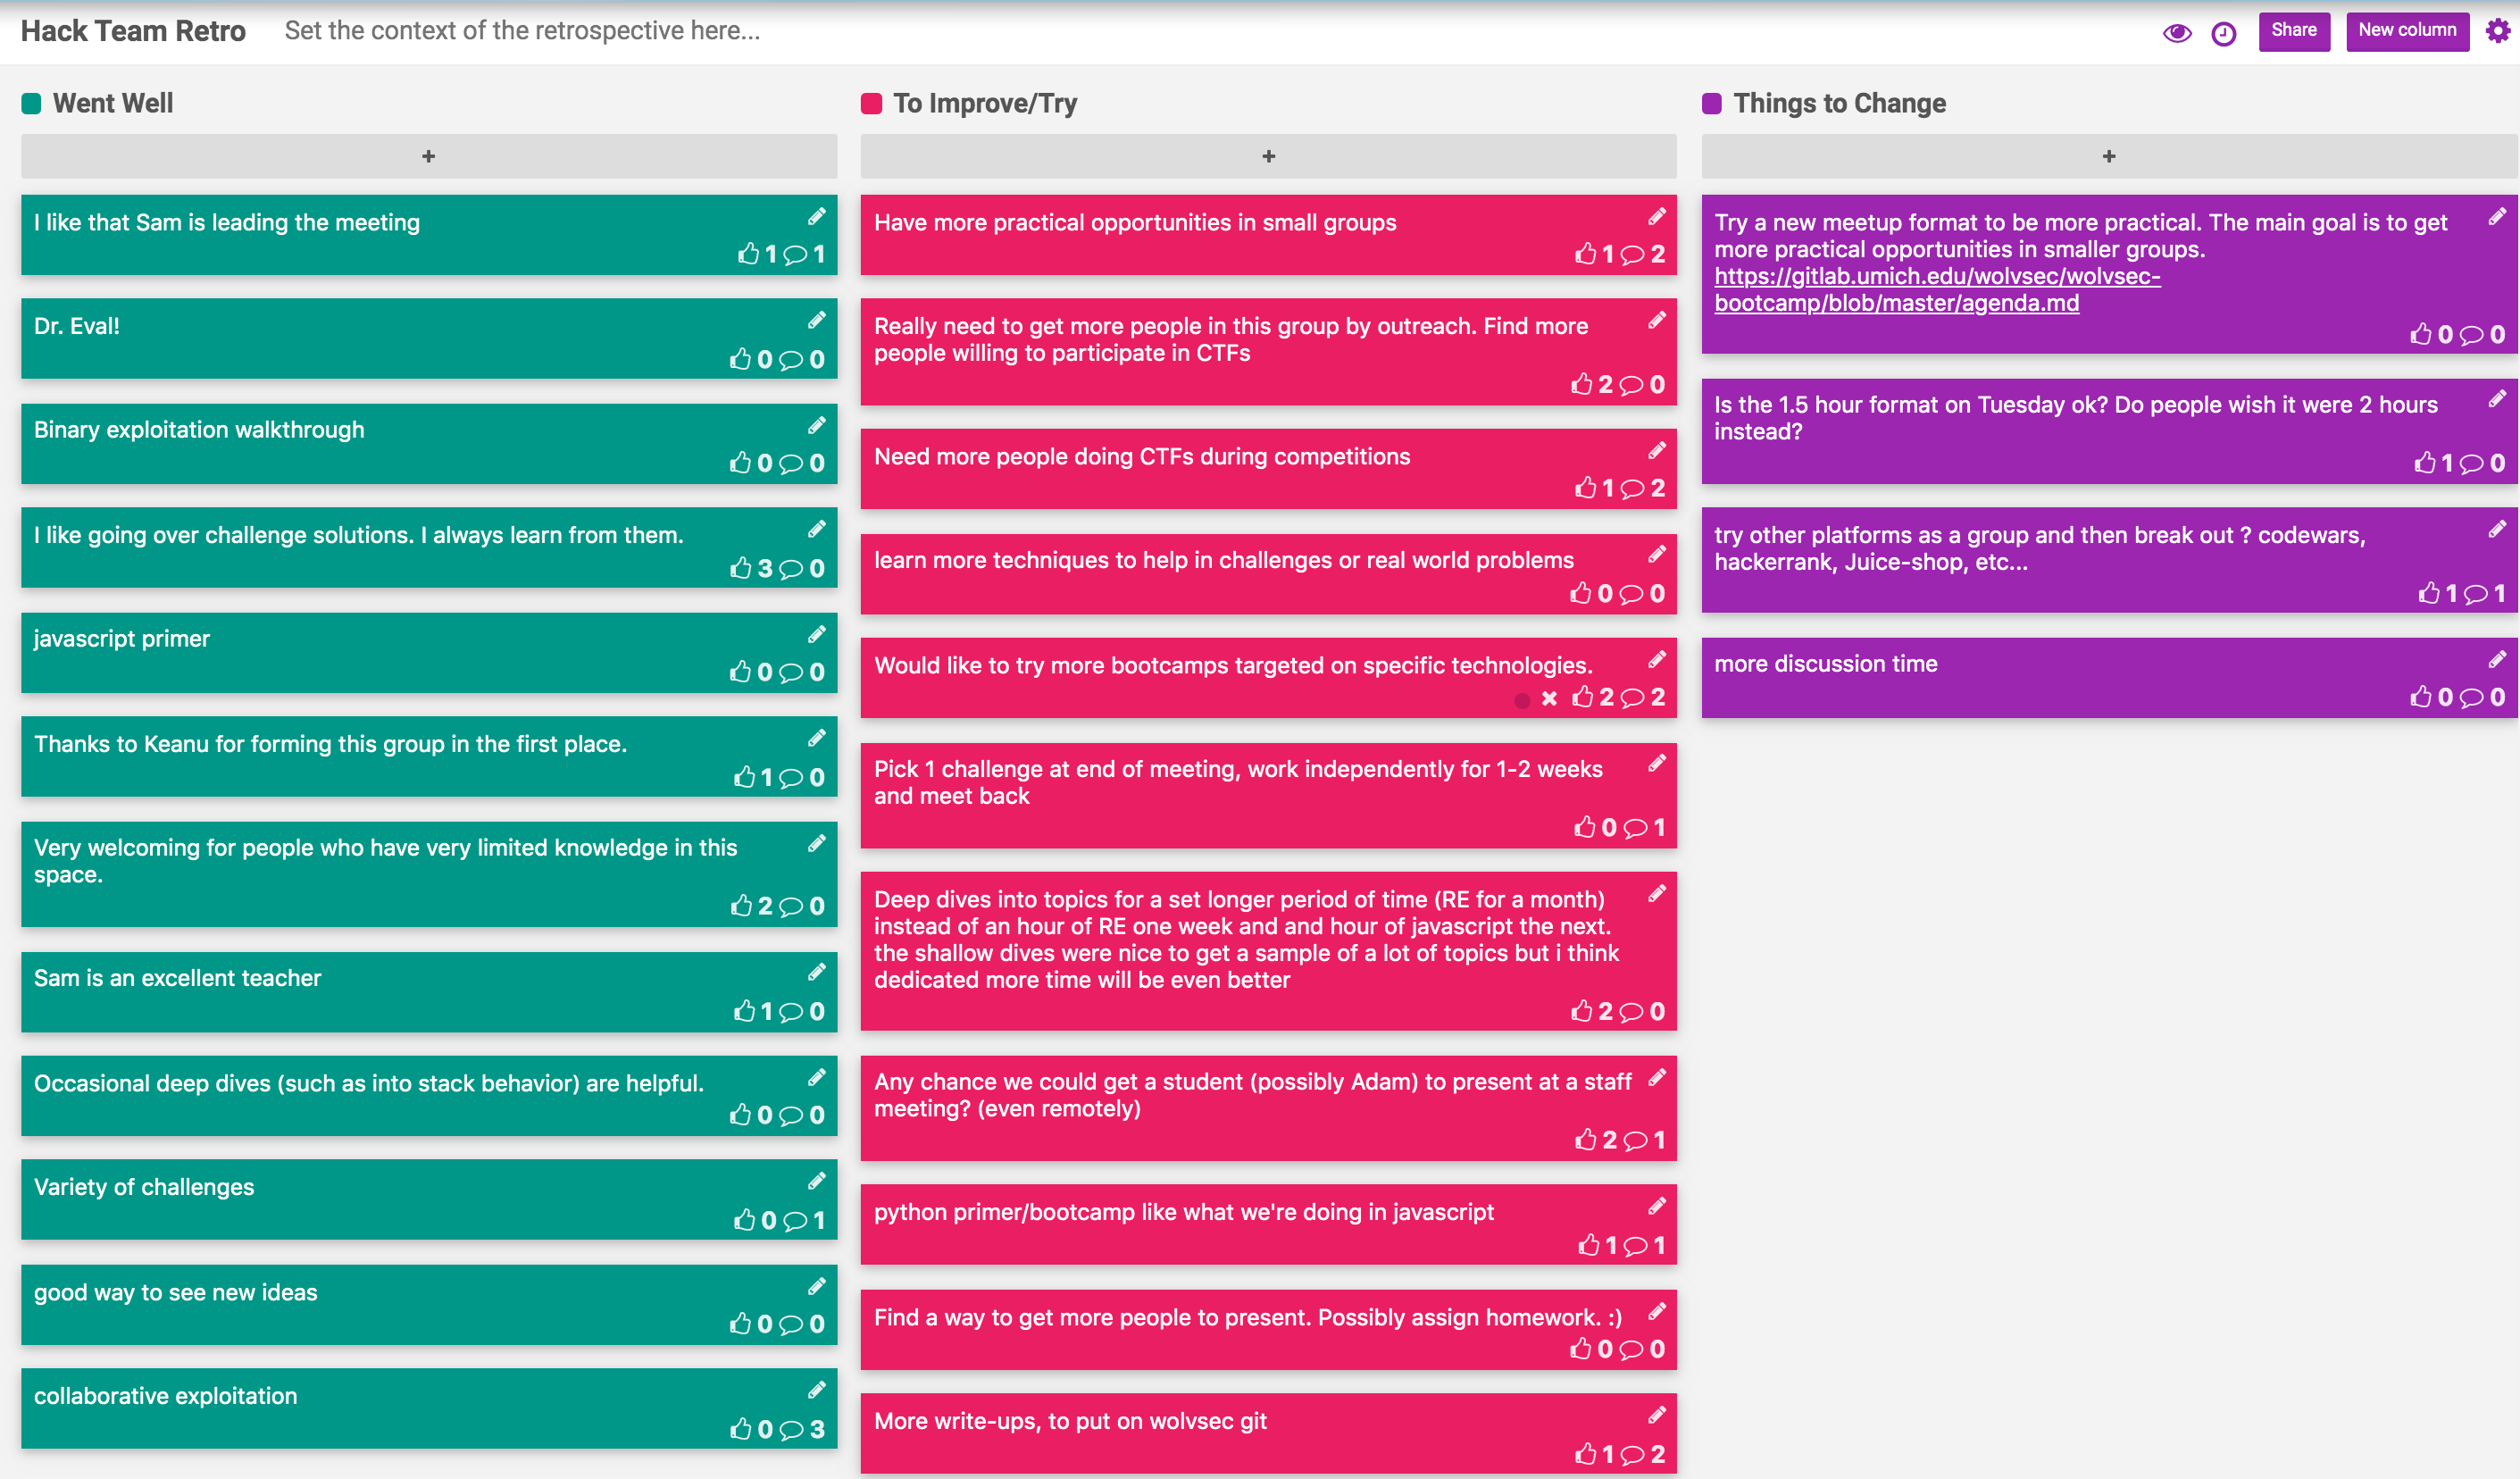 Hack Team Retro
Set the context of the retrospective here...
Share
New column
Went Well
+
I like that Sam is leading the meeting
1 1
Dr. Eval!
0 0
Binary exploitation walkthrough
0 0
I like going over challenge solutions. I always learn from them.
3 0
javascript primer
0 0
Thanks to Keanu for forming this group in the first place.
1 0
Very welcoming for people who have very limited knowledge in this
space.
2 0
Sam is an excellent teacher
1 0
Occasional deep dives (such as into stack behavior) are helpful.
0 0
Variety of challenges
0 1
good way to see new ideas
0 0
collaborative exploitation
0 3
To Improve/Try
+
Have more practical opportunities in small groups
1 2
Really need to get more people in this group by outreach. Find more
people willing to participate in CTFs
2 0
Need more people doing CTFs during competitions
1 2
learn more techniques to help in challenges or real world problems
0 0
Would like to try more bootcamps targeted on specific technologies.
2 2
Pick 1 challenge at end of meeting, work independently for 1-2 weeks
and meet back
0 1
Deep dives into topics for a set longer period of time (RE for a month)
instead of an hour of RE one week and and hour of javascript the next.
the shallow dives were nice to get a sample of a lot of topics but i think
dedicated more time will be even better
2 0
Any chance we could get a student (possibly Adam) to present at a staff
meeting? (even remotely)
2 1
python primer/bootcamp like what we're doing in javascript
1 1
Find a way to get more people to present. Possibly assign homework. :)
0 0
More write-ups, to put on wolvsec git
1 2
Things to Change
+
Try a new meetup format to be more practical. The main goal is to get
more practical opportunities in smaller groups.
https://gitlab.umich.edu/wolvsec/wolvsec-
bootcamp/blob/master/agenda.md
0 0
Is the 1.5 hour format on Tuesday ok? Do people wish it were 2 hours
instead?
1 0
try other platforms as a group and then break out ? codewars,
hackerrank, Juice-shop, etc...
1 1
more discussion time
0 0